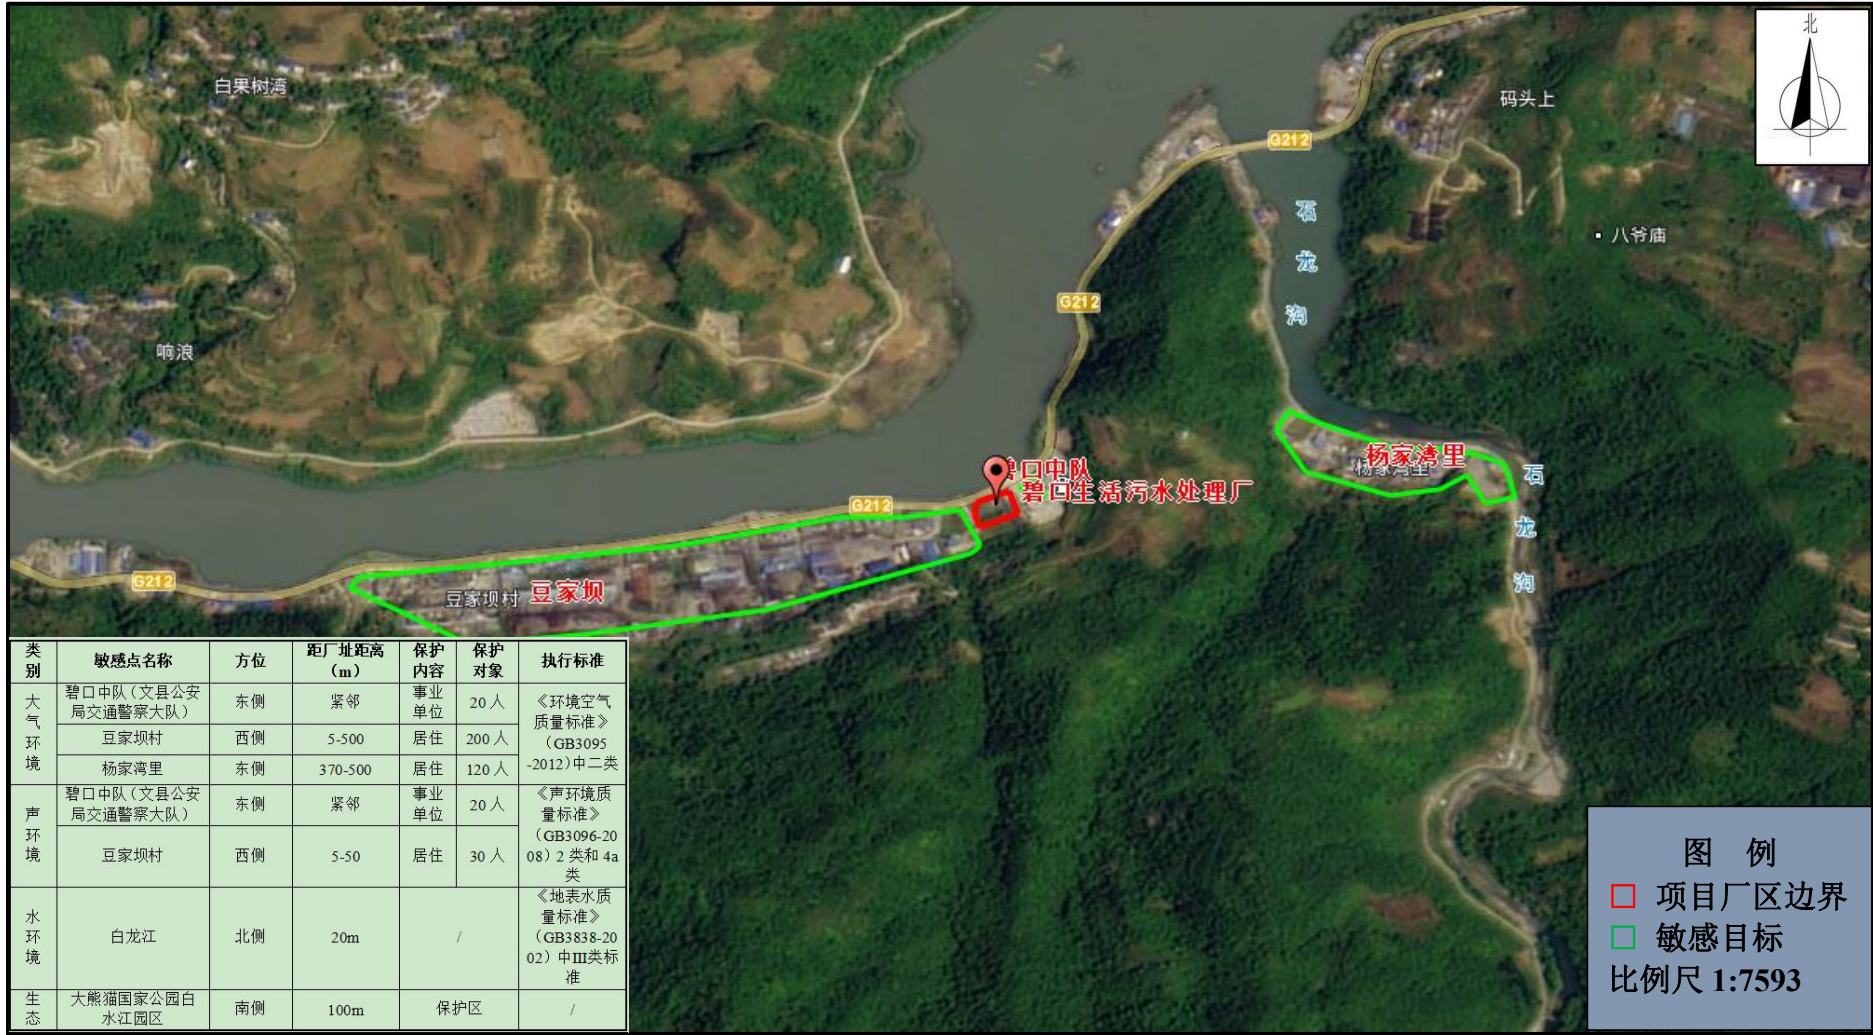 北
白果树湾
码头上
G212
石
龙
沟
八爷庙
G212
响浪
杨家湾里
杨家湾里
碧口中队
碧口生活污水处理厂
石
龙
沟
G212
G212
豆家坝村
豆家坝
类别
敏感点名称
方位
距厂址距离
(m)
保护
内容
保护
对象
执行标准
大气环境
碧口中队(文县公安
局交通警察大队)
东侧
紧邻
事业
单位
20人
《环境空气
质量标准》
(GB3095
-2012)中二类
豆家坝村
西侧
5-500
居住
200人
杨家湾里
东侧
370-500
居住
120人
声环境
碧口中队(文县公安
局交通警察大队)
东侧
紧邻
事业
单位
20人
《声环境质
量标准》
(GB3096-20
08)2类和4a
类
豆家坝村
西侧
5-50
居住
30人
水环境
白龙江
北侧
20m
/
《地表水质
量标准》
(GB3838-20
02)中III类标
准
生态
大熊猫国家公园白
水江园区
南侧
100m
保护区
/
图 例
项目厂区边界
敏感目标
比例尺 1:7593